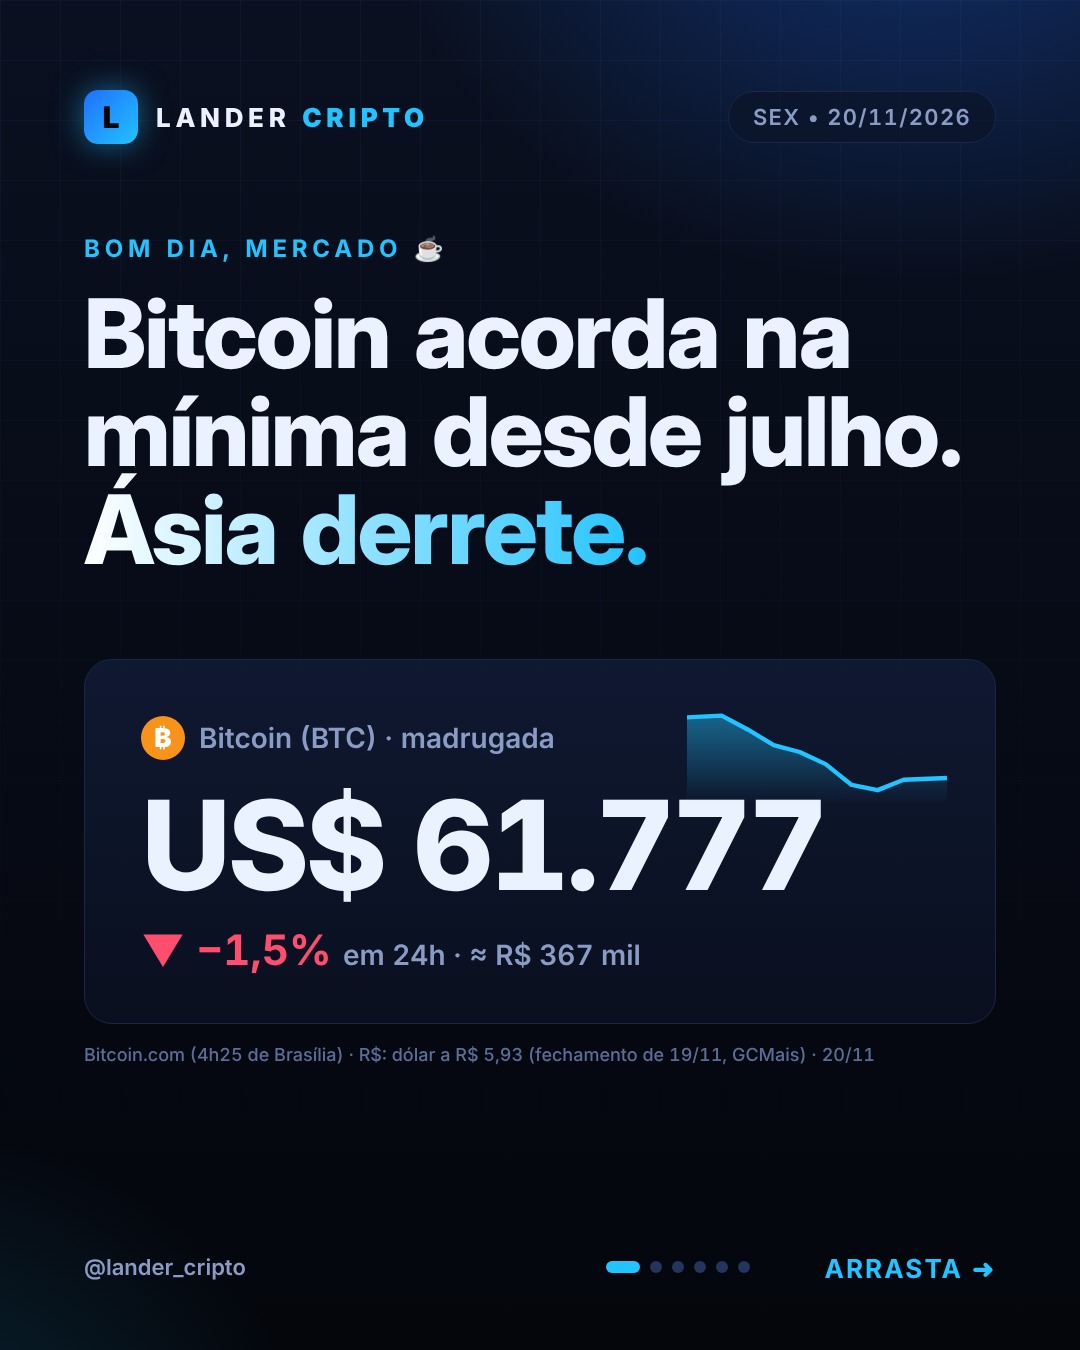 L LANDER CRIPTO
SEX • 20/11/2026
BOM DIA, MERCADO ☕
Bitcoin acorda na
mínima desde julho.
Ásia derrete.
₿ Bitcoin (BTC) · madrugada
US$ 61.777
▼ −1,5% em 24h · ≈ R$ 367 mil
Bitcoin.com (4h25 de Brasília) · R$: dólar a R$ 5,93 (fechamento de 19/11, GCMais) · 20/11
@lander_cripto
ARRASTA ➜